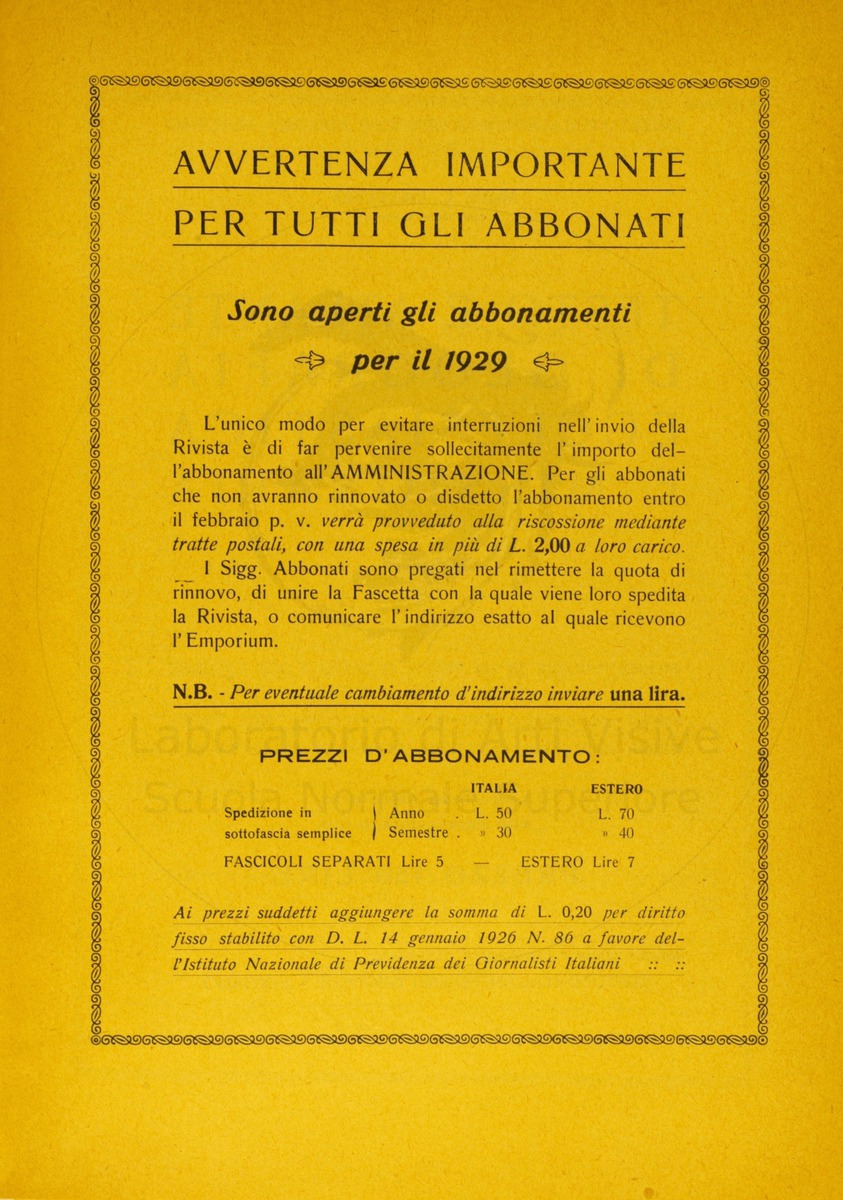 AVVERTENZA IMPORTANTE
PER TUTTI GLI ABBONATI
Sono aperti gli abbonamenti
per il 1929
L'unico modo per evitare interruzioni nell'invio della
Rivista è di far pervenire sollecitamente l'importo del-
l'abbonamento all'AMMINISTRAZIONE. Per gli abbonati
che non avranno rinnovato o disdetto l'abbonamento entro
il febbraio p. v. verrà provveduto alla riscossione mediante
tratte postali, con una spesa in più di L. 2,00 a loro carico.
I Sigg. Abbonati sono pregati nel rimettere la quota di
rinnovo, di unire la Fascetta con la quale viene loro spedita
la Rivista, o comunicare l'indirizzo esatto al quale ricevono
l'Emporium.
N.B. - Per eventuale cambiamento d'indirizzo inviare una lira.
Laboratorio di Arti Visive
PREZZI D'ABBONAMENTO:
Scuola Normale Superiore
ITALIA ESTERO
Spedizione in Anno . L. 50 L. 70
sottofascia semplice Semestre . » 30 » 40
FASCICOLI SEPARATI Lire 5 — ESTERO Lire 7
Ai prezzi suddetti aggiungere la somma di L. 0,20 per diritto
fisso stabilito con D. L. 14 gennaio 1926 N. 86 a favore del-
l'Istituto Nazionale di Previdenza dei Giornalisti Italiani :: ::